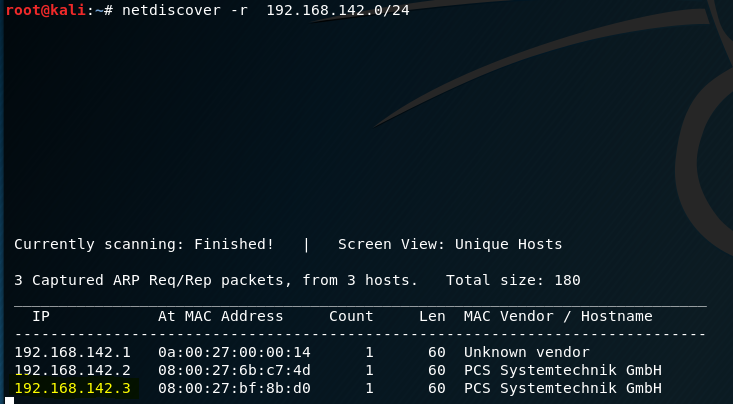 root@kali:~# netdiscover -r  192.168.142.0/24
Currently scanning: Finished!   |   Screen View: Unique Hosts
3 Captured ARP Req/Rep packets, from 3 hosts.   Total size: 180
_____________________________________________________________________________
IP            At MAC Address     Count     Len  MAC Vendor / Hostname
-----------------------------------------------------------------------------
192.168.142.1   0a:00:27:00:00:14      1      60  Unknown vendor
192.168.142.2   08:00:27:6b:c7:4d      1      60  PCS Systemtechnik GmbH
192.168.142.3   08:00:27:bf:8b:d0      1      60  PCS Systemtechnik GmbH